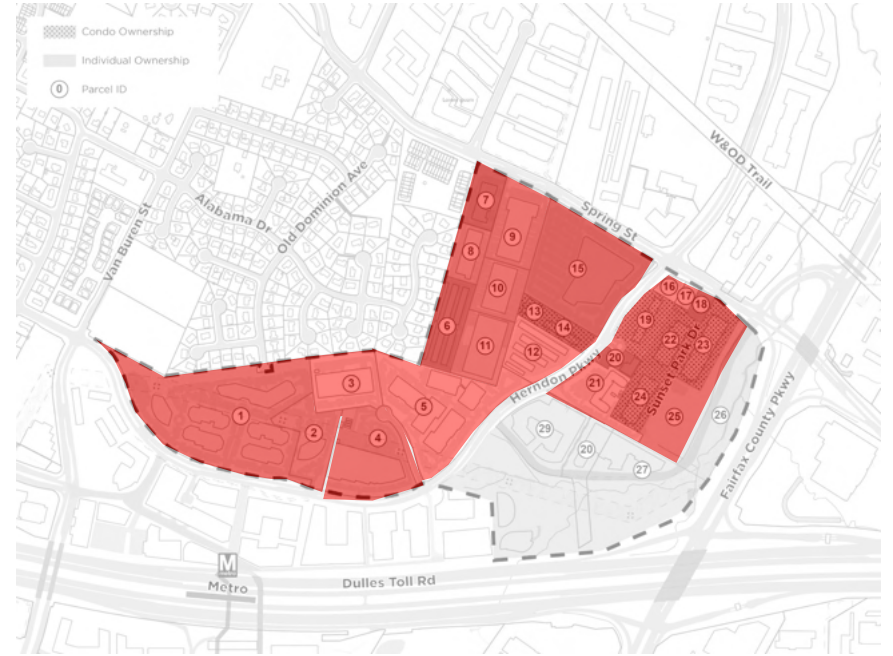 Condo Ownership
Individual Ownership
0 Parcel ID
W&OD Trail
Van Buren St
Alabama Dr
Old Dominion Ave
Spring St
7
8
9
15
10
6
13
14
11
12
16
17
18
19
22
23
20
21
24
25
Sunset Park Dr
Herndon Pkwy
Fairfax County Pkwy
1
2
3
4
5
26
29
20
27
M
Metro
Dulles Toll Rd